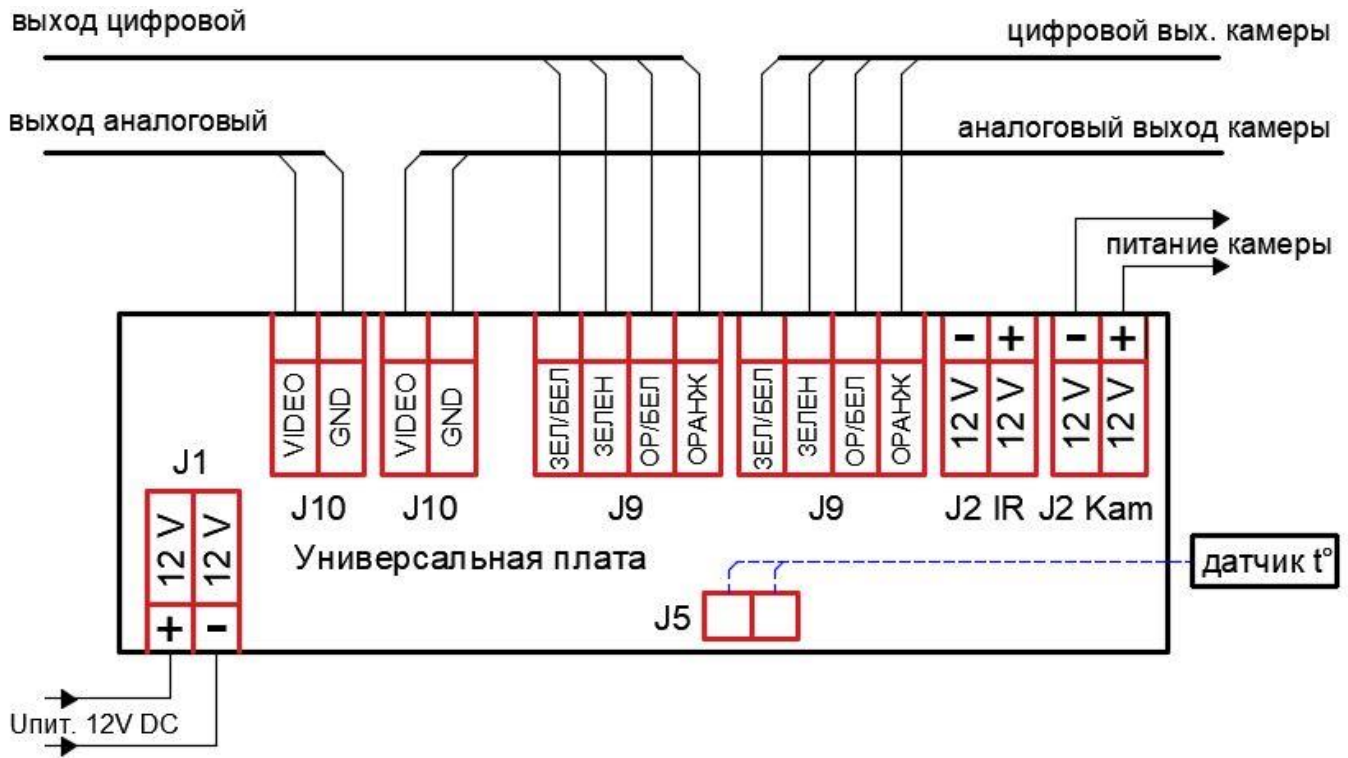 выход цифровой
цифровой вых. камеры
выход аналоговый
аналоговый выход камеры
питание камеры
- + - +
VIDEO GND VIDEO GND ЗЕЛ/БЕЛ ЗЕЛЕН ОР/БЕЛ ОРАНЖ ЗЕЛ/БЕЛ ЗЕЛЕН ОР/БЕЛ ОРАНЖ 12 V 12 V 12 V 12 V
J1
J10 J10 J9 J9 J2 IR J2 Kam
12 V 12 V
Универсальная плата
датчик t°
J5
+ -
Uпит. 12V DC